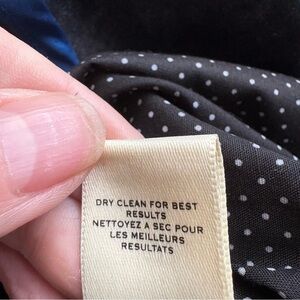 DRY CLEAN FOR BEST
RESULTS
NETTOYEZ A SEC POUR
LES MEILLEURS
RESULTATS